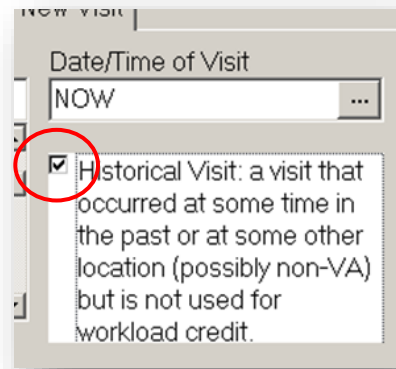 New Visit
Date/Time of Visit
NOW
...
Historical Visit: a visit that
occurred at some time in
the past or at some other
location (possibly non-VA)
but is not used for
workload credit.